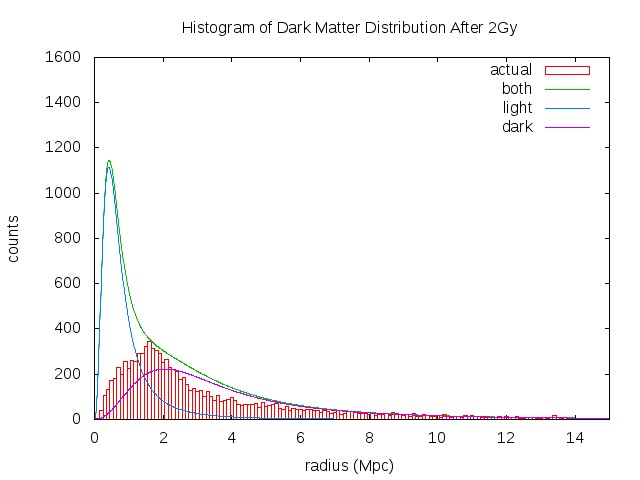 Histogram of Dark Matter Distribution After 2Gy
1600
1400
1200
1000
800
600
400
200
0
counts
actual
both
light
dark
0 2 4 6 8 10 12 14
radius (Mpc)